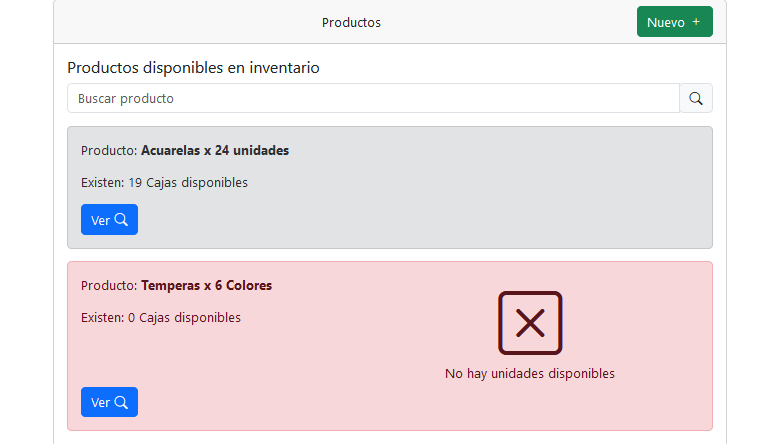 Productos
Nuevo +
Productos disponibles en inventario
Buscar producto
Producto: Acuarelas x 24 unidades
Existen: 19 Cajas disponibles
Ver
Producto: Temperas x 6 Colores
Existen: 0 Cajas disponibles
No hay unidades disponibles
Ver